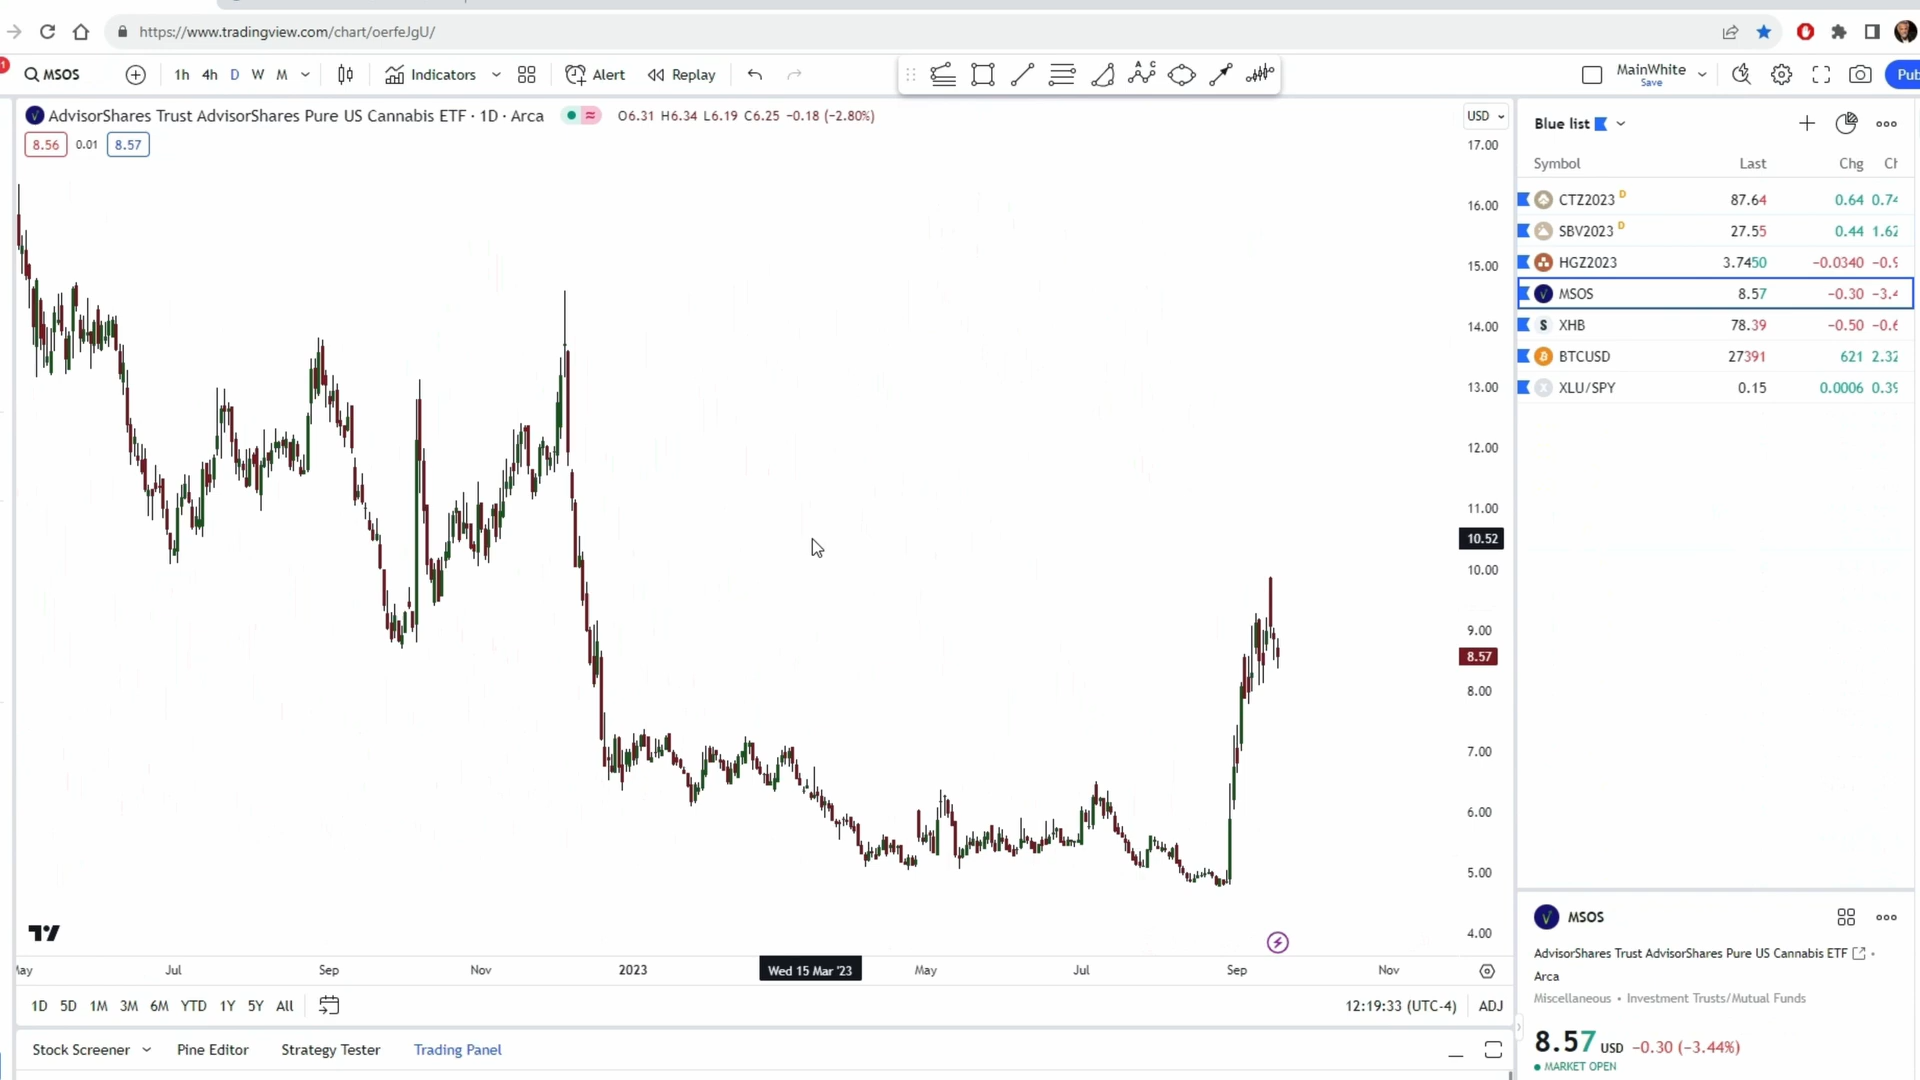 https://www.tradingview.com/chart/oerfeJgU/
MSOS 1h 4h D W M Indicators Alert Replay MainWhite Save Pub
AdvisorShares Trust AdvisorShares Pure US Cannabis ETF · 1D · Arca O6.31 H6.34 L6.19 C6.25 −0.18 (−2.80%) USD
8.56 0.01 8.57
17.00
16.00
15.00
14.00
13.00
12.00
11.00
10.52
10.00
9.00
8.57
8.00
7.00
6.00
5.00
4.00
Jul Sep Nov 2023 Wed 15 Mar '23 May Jul Sep Nov
1D 5D 1M 3M 6M YTD 1Y 5Y All 12:19:33 (UTC-4) ADJ
Stock Screener Pine Editor Strategy Tester Trading Panel
Blue list
Symbol Last Chg
CTZ2023 D 87.64 0.64 0.74
SBV2023 D 27.55 0.44 1.62
HGZ2023 3.7450 −0.0340 −0.9
MSOS 8.57 −0.30 −3.4
XHB 78.39 −0.50 −0.6
BTCUSD 27391 621 2.32
XLU/SPY 0.15 0.0006 0.39
MSOS
AdvisorShares Trust AdvisorShares Pure US Cannabis ETF ·
Arca
Miscellaneous • Investment Trusts/Mutual Funds
8.57 USD −0.30 (−3.44%)
MARKET OPEN